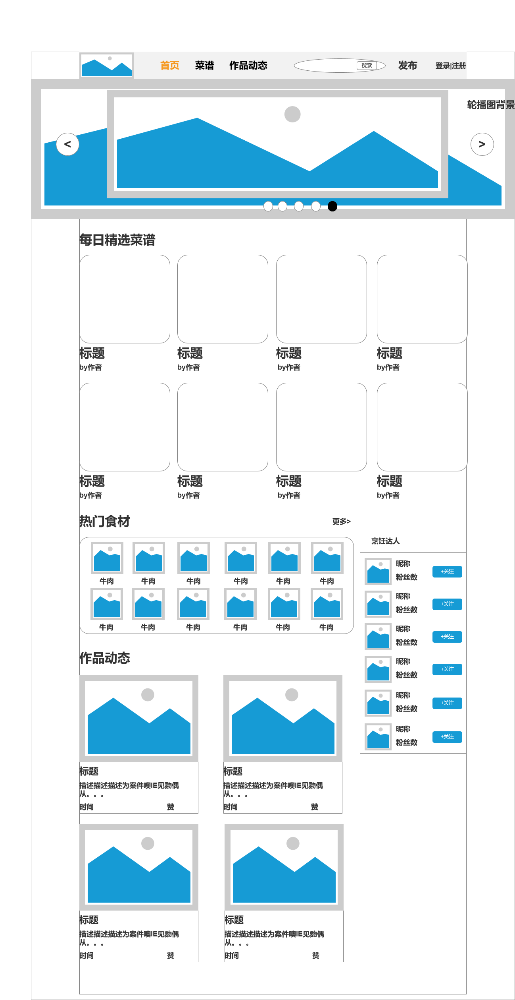 首页 菜谱 作品动态 搜索 发布 登录|注册
轮播图背景
< >
每日精选菜谱
标题 标题 标题 标题
by作者 by作者 by作者 by作者
标题 标题 标题 标题
by作者 by作者 by作者 by作者
热门食材 更多>
牛肉 牛肉 牛肉 牛肉 牛肉 牛肉
牛肉 牛肉 牛肉 牛肉 牛肉 牛肉
烹饪达人
昵称
粉丝数 +关注
昵称
粉丝数 +关注
昵称
粉丝数 +关注
昵称
粉丝数 +关注
昵称
粉丝数 +关注
昵称
粉丝数 +关注
作品动态
标题
描述描述描述为案件噢IE见覅偶
从。。。
时间 赞
标题
描述描述描述为案件噢IE见覅偶
从。。。
时间 赞
标题
描述描述描述为案件噢IE见覅偶
从。。。
时间 赞
标题
描述描述描述为案件噢IE见覅偶
从。。。
时间 赞